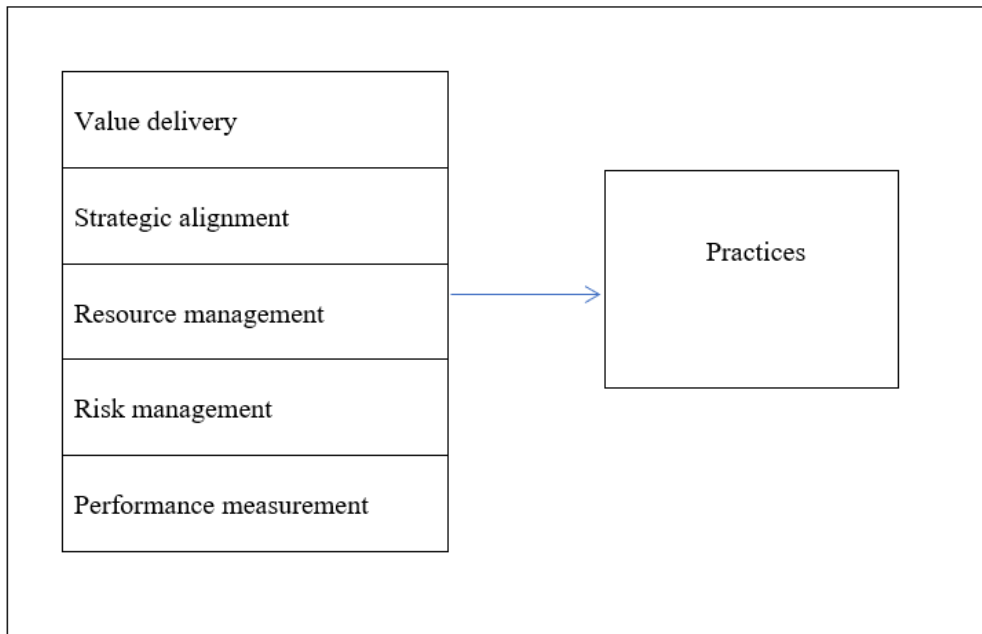 Value delivery
Strategic alignment
Resource management
Risk management
Performance measurement
Practices